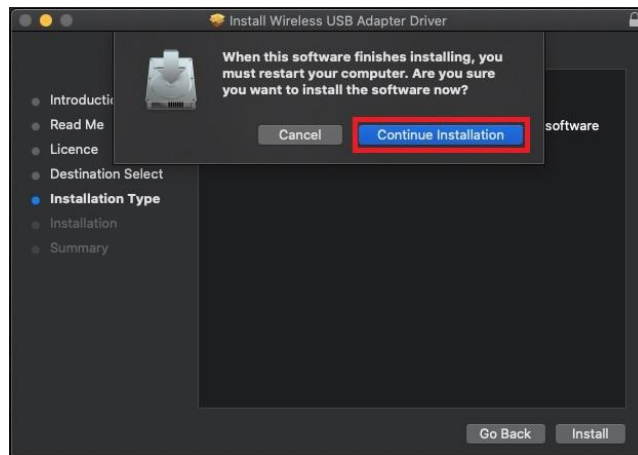 Install Wireless USB Adapter Driver
When this software finishes installing, you
must restart your computer. Are you sure
you want to install the software now?
Cancel
Continue Installation
software
Read Me
Licence
Destination Select
Installation Type
Installation
Summary
Go Back
Install